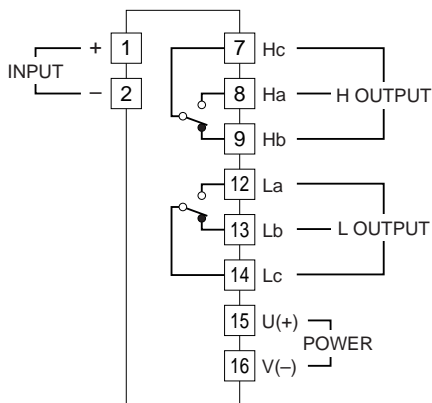 + 1 7 Hc
INPUT
– 2 8 Ha H OUTPUT
9 Hb
12 La
13 Lb L OUTPUT
14 Lc
15 U(+)
POWER
16 V(–)